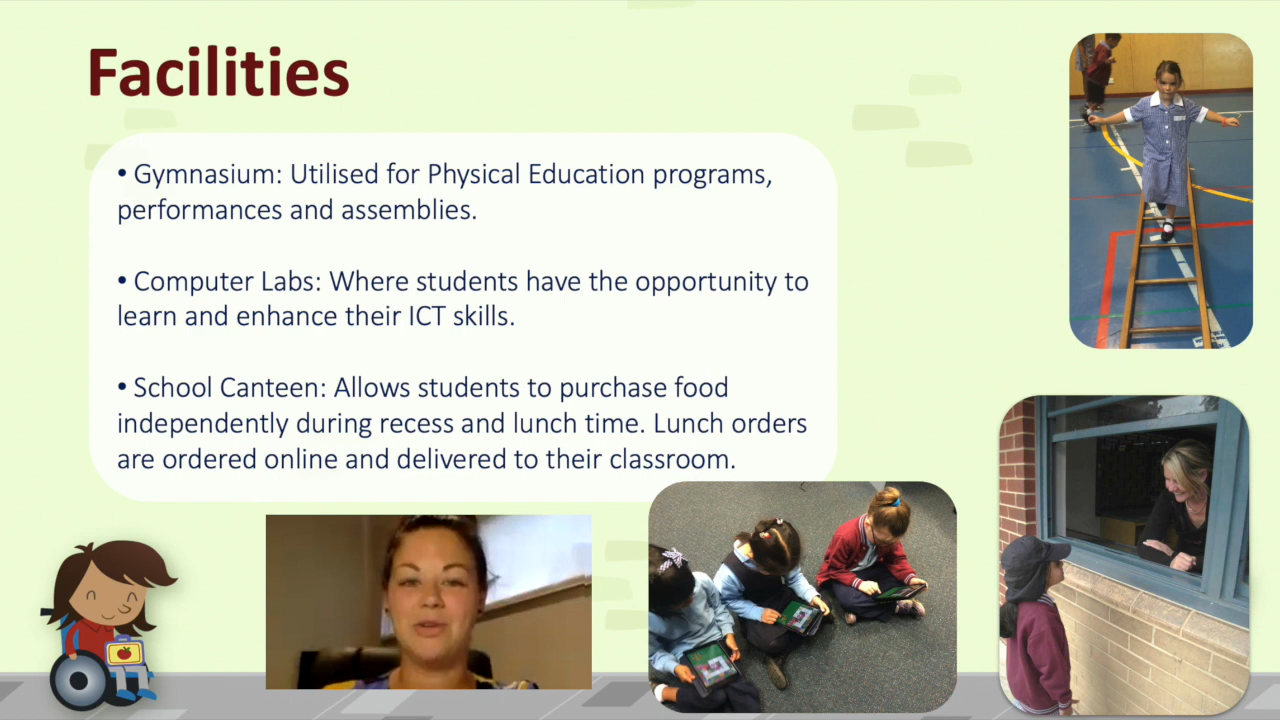 Facilities
• Gymnasium: Utilised for Physical Education programs,
performances and assemblies.
• Computer Labs: Where students have the opportunity to
learn and enhance their ICT skills.
• School Canteen: Allows students to purchase food
independently during recess and lunch time. Lunch orders
are ordered online and delivered to their classroom.